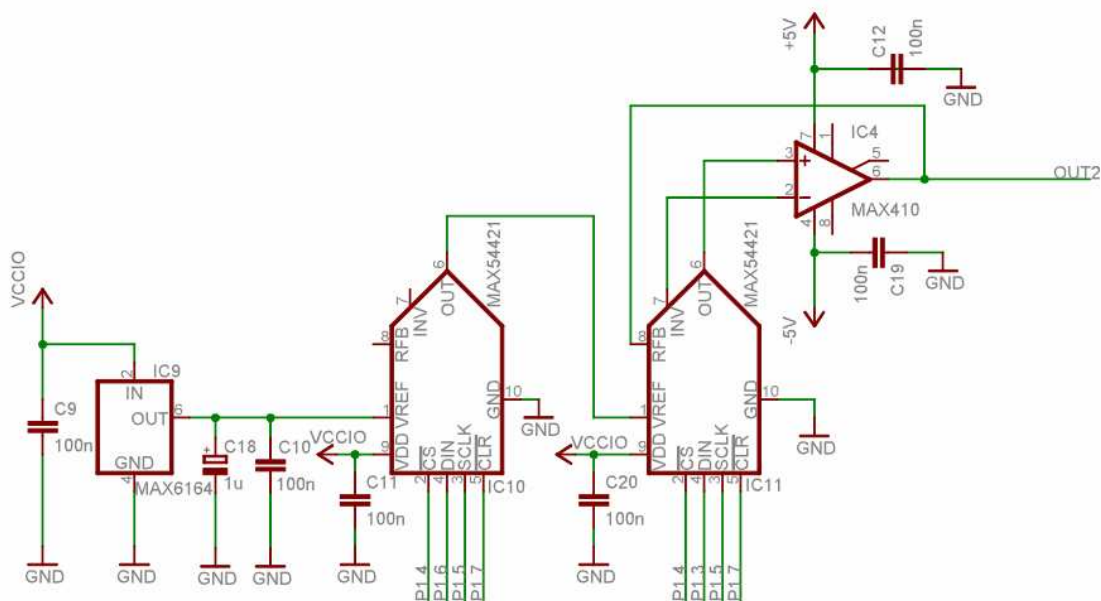 +5V
C12
100n
GND
7
1
IC4
3
+
5
6
2
-
MAX410
4
8
OUT2
100n
C19
GND
-5V
VCCIO
2
IC9
IN
OUT
6
GND
4
MAX6164
C9
100n
GND
GND
+
C18
1u
GND
C10
100n
GND
6
OUT
MAX54421
7
INV
8
RFB
1
VREF
9
VDD
GND
10
GND
VCCIO
C11
100n
GND
CS
DIN
SCLK
CLR
2
4
3
5
IC10
P1.4
P1.6
P1.5
P1.7
6
OUT
MAX54421
7
INV
8
RFB
1
VREF
9
VDD
GND
10
GND
VCCIO
C20
100n
GND
CS
DIN
SCLK
CLR
2
4
3
5
IC11
P1.4
P1.3
P1.5
P1.7